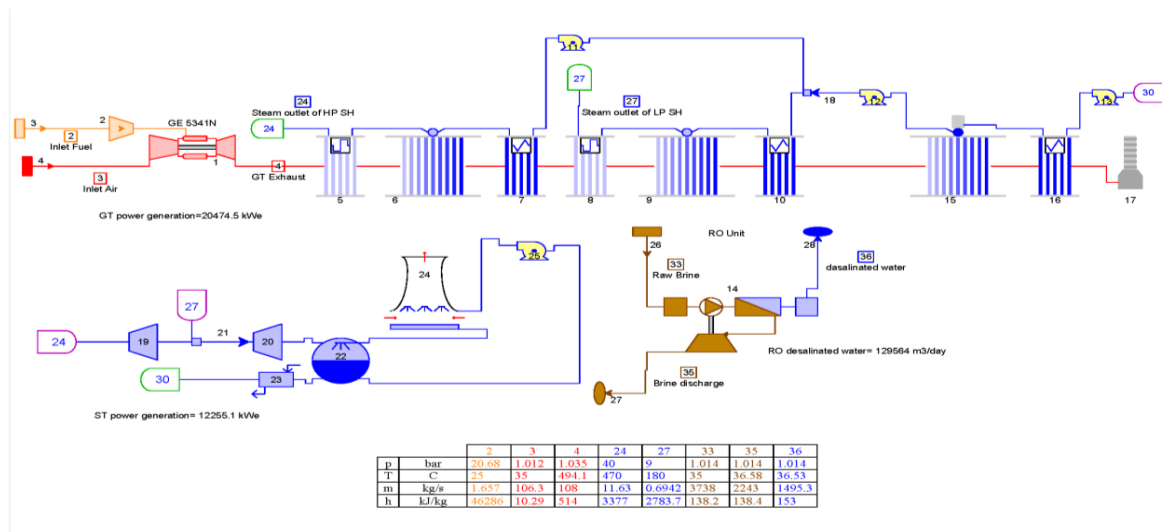 11
24
Steam outlet of HP SH
27
27
Steam outlet of LP SH
12
13
30
18
3
2
Inlet Fuel
2
GE 5341N
24
4
3
Inlet Air
1
4
GT Exhaust
5
6
7
8
9
10
15
16
17
GT power generation=20474.5 kWe
26
RO Unit
28
36
dasalinated water
33
Raw Brine
14
25
24
27
24
19
21
20
22
30
23
RO desalinated water= 129564 m3/day
35
Brine discharge
27
ST power generation= 12255.1 kWe
2 3 4 24 27 33 35 36
p bar 20.68 1.012 1.035 40 9 1.014 1.014 1.014
T C 25 35 494.1 470 180 35 36.58 36.53
m kg/s 1.657 106.3 108 11.63 0.6942 3738 2243 1495.3
h kJ/kg 46286 10.29 514 3377 2783.7 138.2 138.4 153